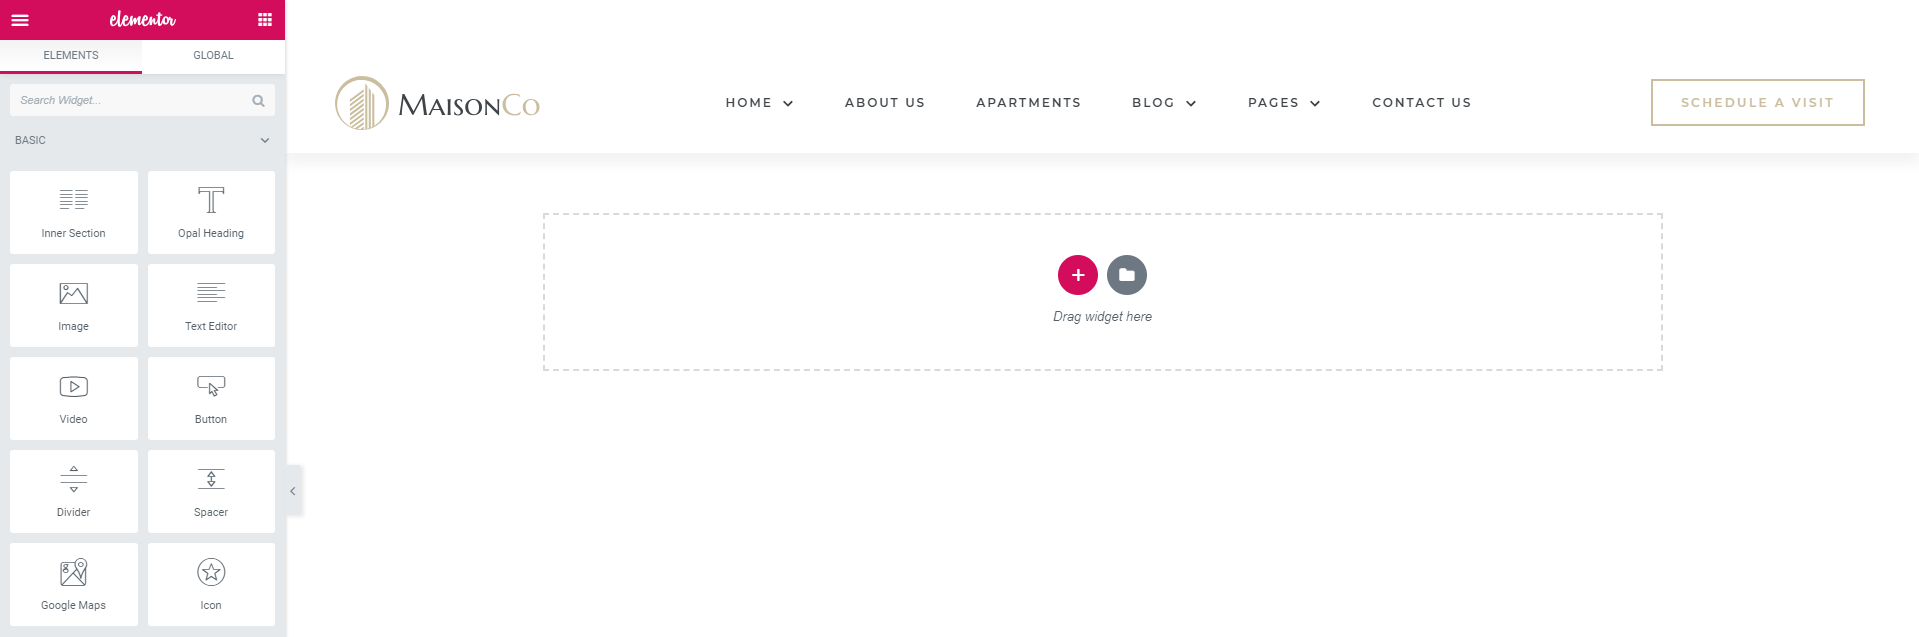 elementor
ELEMENTS
GLOBAL
Search Widget...
BASIC
Inner Section
Opal Heading
Image
Text Editor
Video
Button
Divider
Spacer
Google Maps
Icon
MAISONCO
HOME
ABOUT US
APARTMENTS
BLOG
PAGES
CONTACT US
SCHEDULE A VISIT
Drag widget here